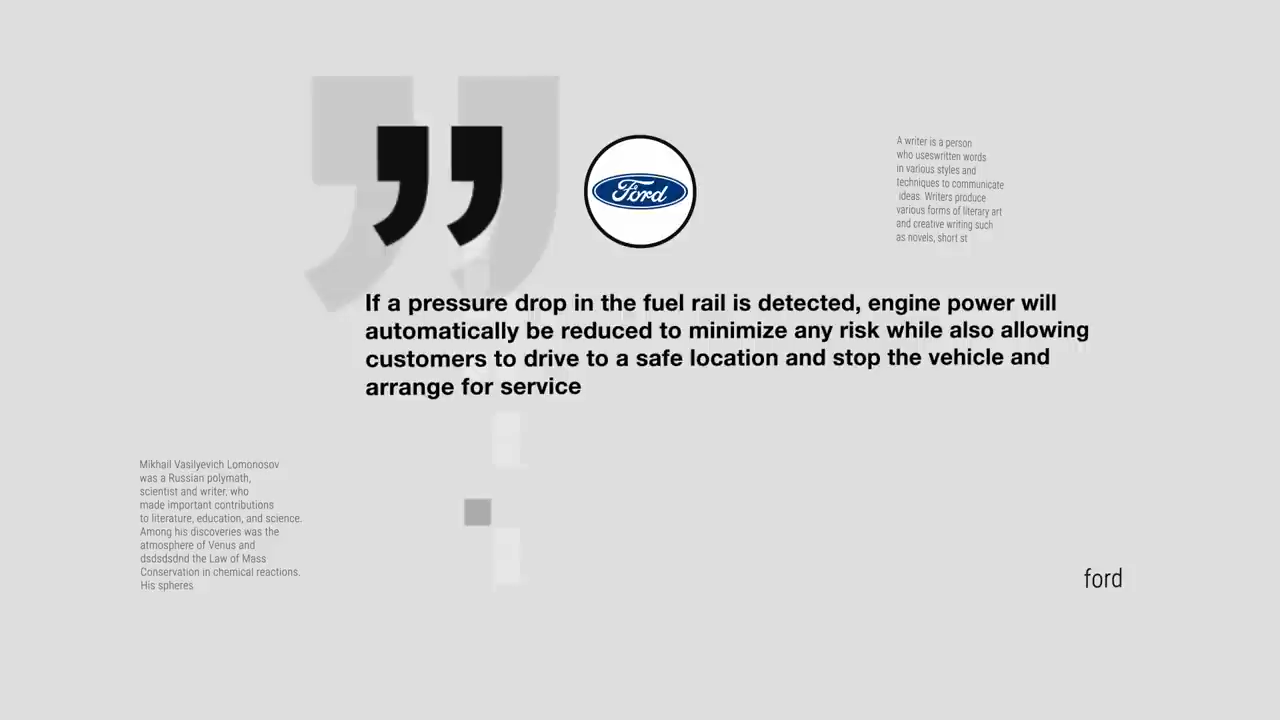 Ford
A writer is a person
who useswritten words
in various styles and
techniques to communicate
ideas. Writers produce
various forms of literary art
and creative writing such
as novels, short st
If a pressure drop in the fuel rail is detected, engine power will
automatically be reduced to minimize any risk while also allowing
customers to drive to a safe location and stop the vehicle and
arrange for service
Mikhail Vasilyevich Lomonosov
was a Russian polymath,
scientist and writer, who
made important contributions
to literature, education, and science.
Among his discoveries was the
atmosphere of Venus and
dsdsdsdnd the Law of Mass
Conservation in chemical reactions.
His spheres
ford